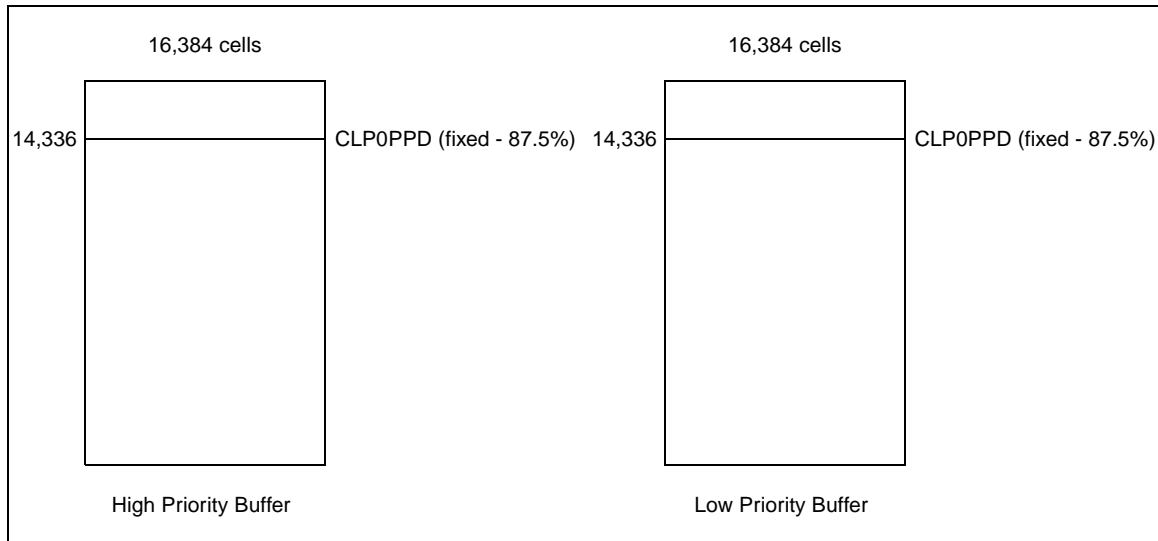 16,384 cells
16,384 cells
14,336
CLP0PPD (fixed - 87.5%)
14,336
CLP0PPD (fixed - 87.5%)
High Priority Buffer
Low Priority Buffer